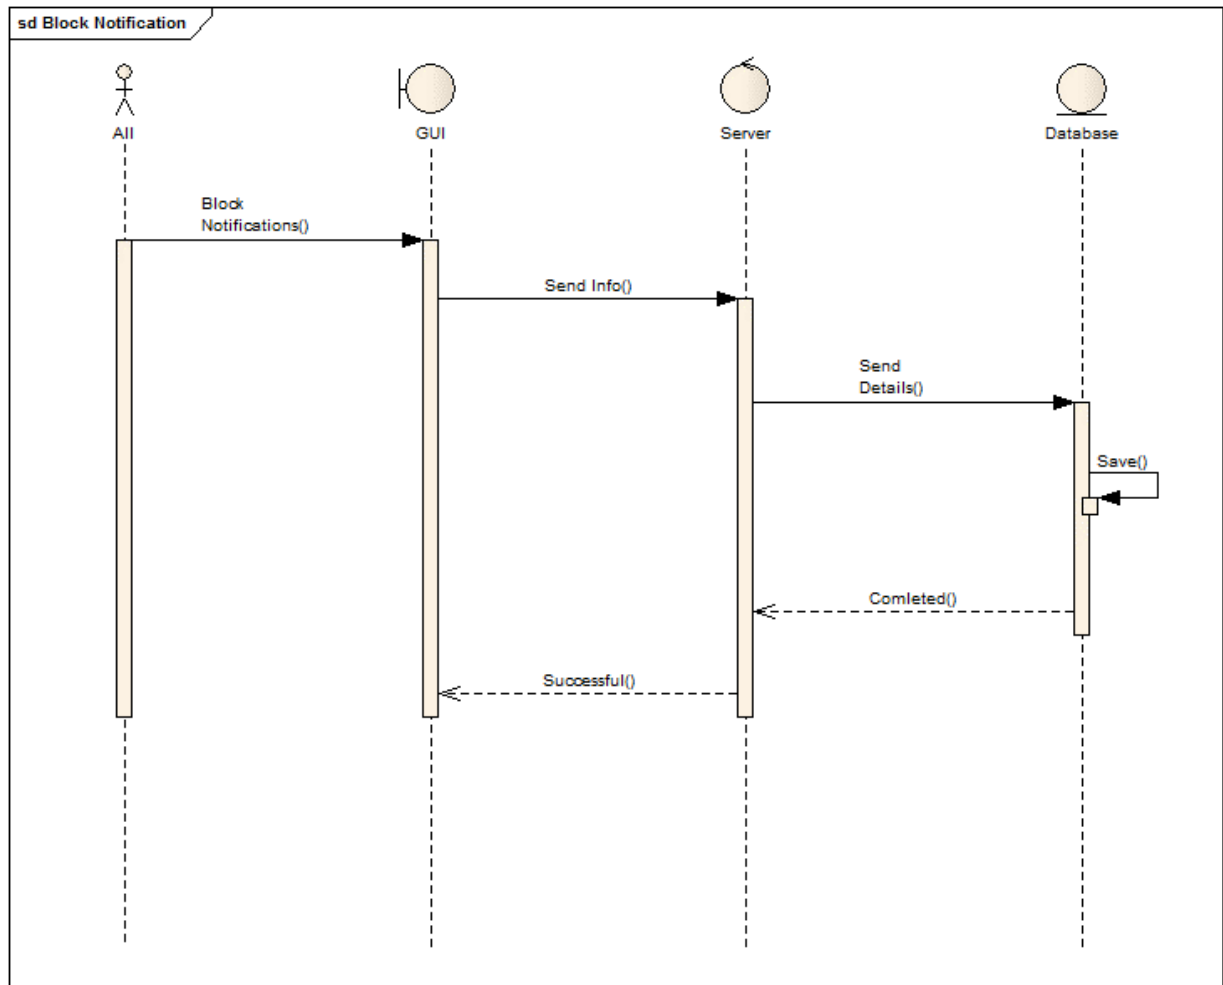 sd Block Notification
All
GUI
Server
Database
Block
Notifications()
Send Info()
Send
Details()
Save()
Comleted()
Successful()